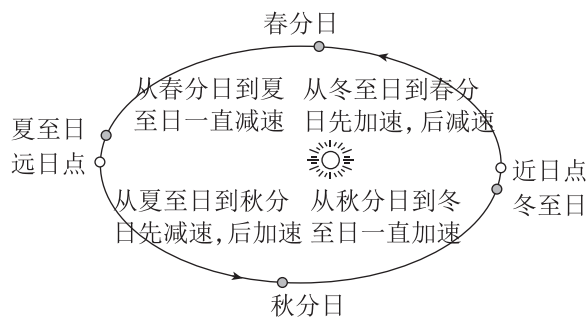 春分日
从春分日到夏
至日一直减速
从冬至日到春分
日先加速,后减速
夏至日
远日点
近日点
冬至日
从夏至日到秋分
日先减速,后加速
从秋分日到冬
至日一直加速
秋分日